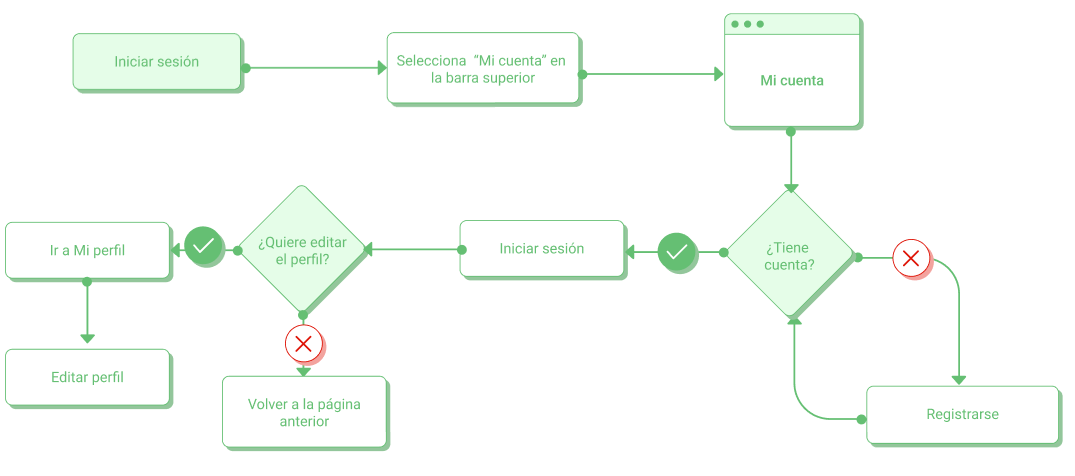 Iniciar sesión
Selecciona “Mi cuenta” en
la barra superior
Mi cuenta
Ir a Mi perfil
¿Quiere editar
el perfil?
Iniciar sesión
¿Tiene
cuenta?
Editar perfil
Volver a la página
anterior
Registrarse